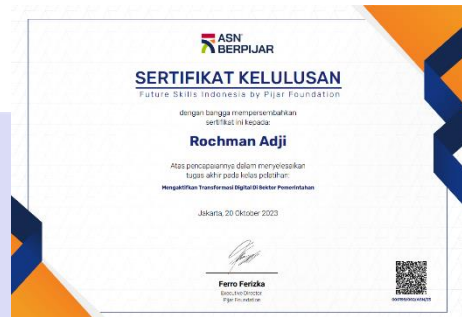 ASN
BERPIJAR
SERTIFIKAT KELULUSAN
Future Skills Indonesia by Pijar Foundation
dengan bangga mempersembahkan
sertifikat ini kepada:
Rochman Adji
Atas pencapaiannya dalam menyelesaikan
tugas akhir pada kelas pelatihan:
Mengaktifkan Transformasi Digital Di Sektor Pemerintahan
Jakarta, 20 Oktober 2023
Ferro Ferizka
Executive Director
Pijar Foundation